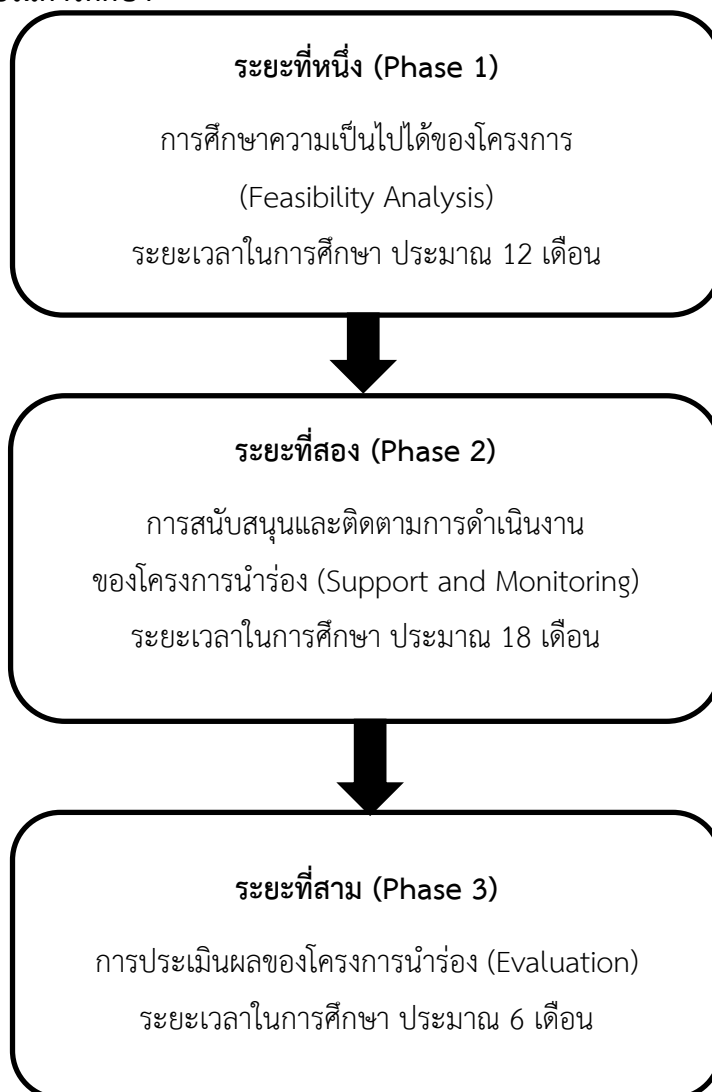 ระยะที่หนึ่ง (Phase 1)
การศึกษาความเป็นไปได้ของโครงการ
(Feasibility Analysis)
ระยะเวลาในการศึกษา ประมาณ 12 เดือน
ระยะที่สอง (Phase 2)
การสนับสนุนและติดตามการดำเนินงาน
ของโครงการนำร่อง (Support and Monitoring)
ระยะเวลาในการศึกษา ประมาณ 18 เดือน
ระยะที่สาม (Phase 3)
การประเมินผลของโครงการนำร่อง (Evaluation)
ระยะเวลาในการศึกษา ประมาณ 6 เดือน